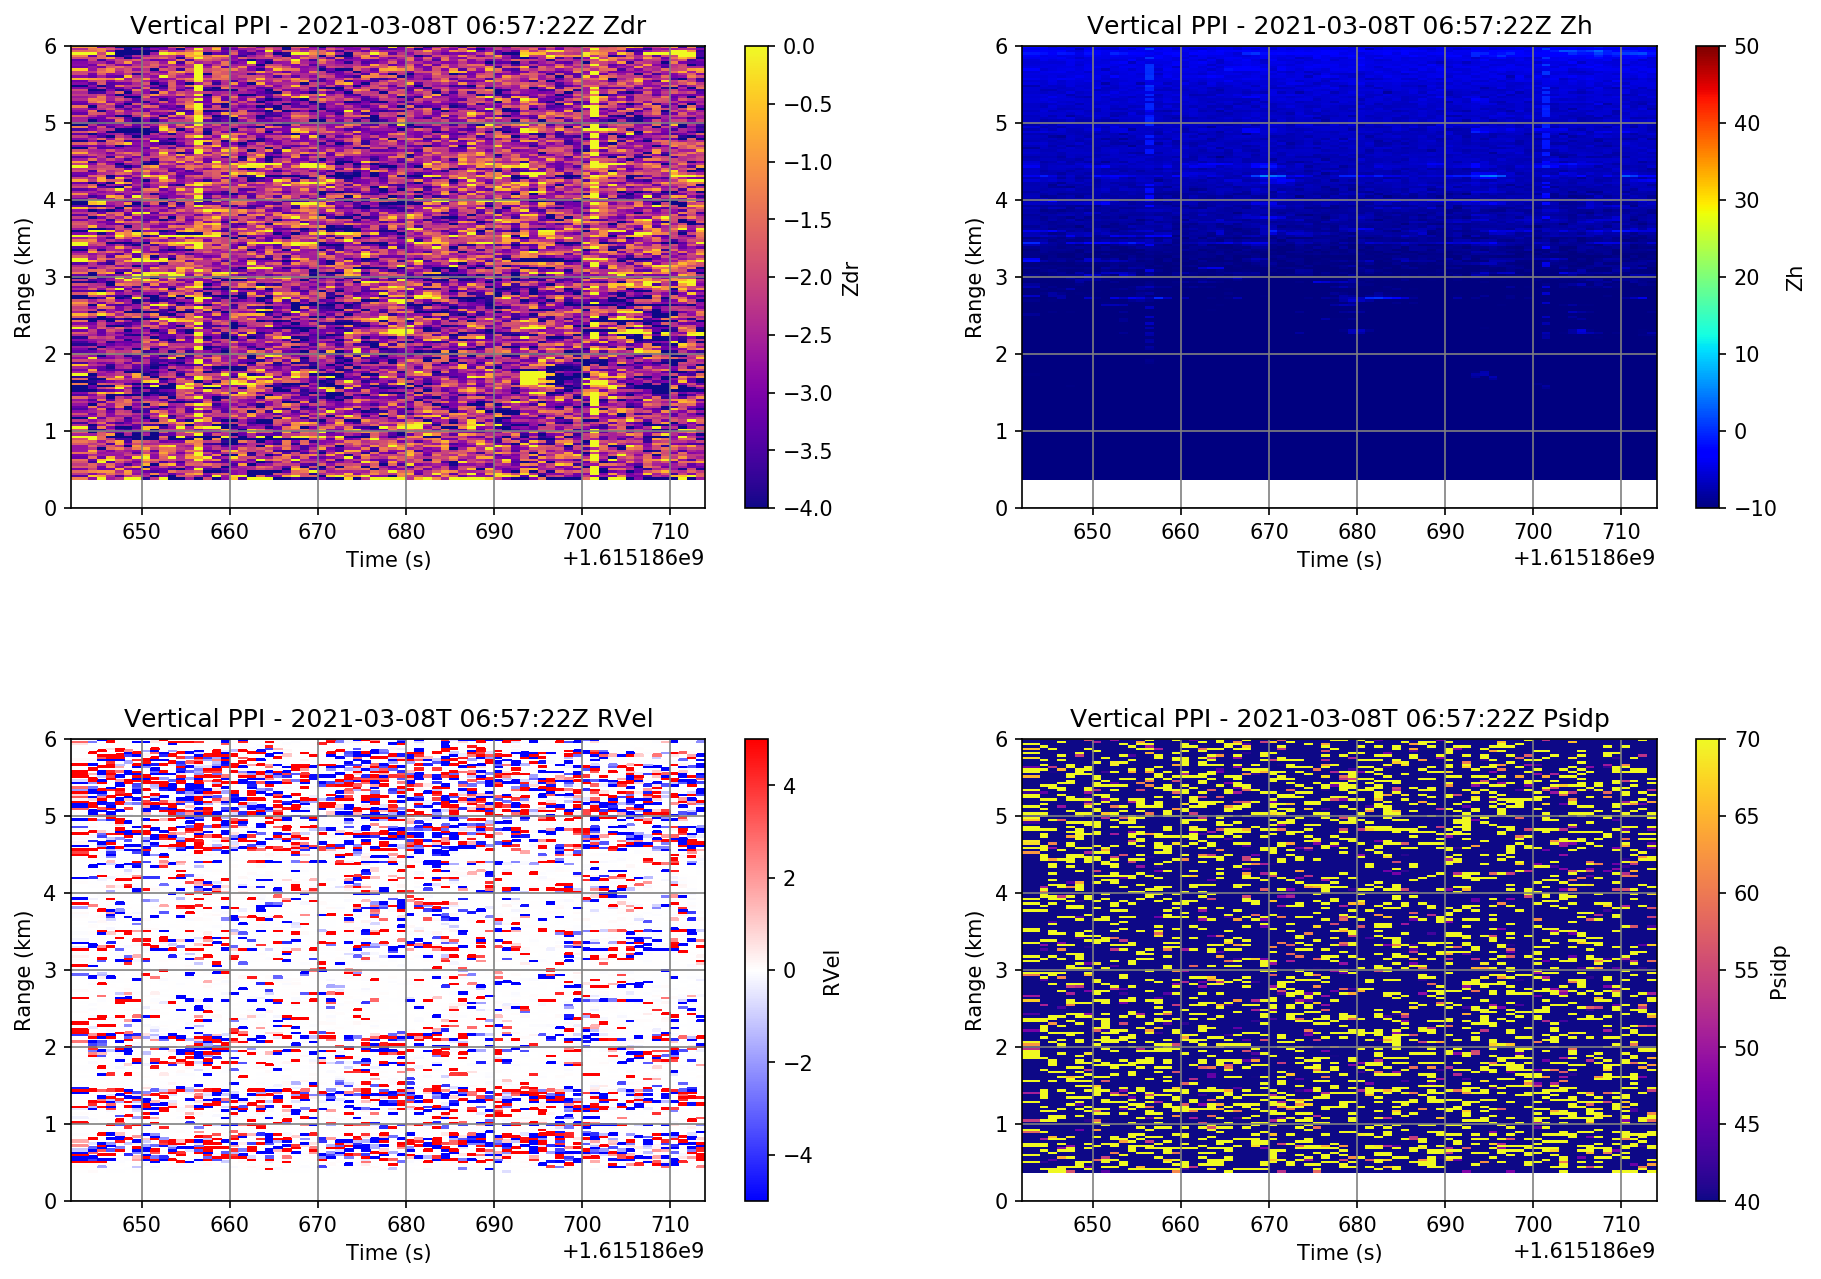 Vertical PPI - 2021-03-08T 06:57:22Z Zdr
6
5
4
3
2
1
0
Range (km)
650 660 670 680 690 700 710
Time (s)
+1.615186e9
0.0
−0.5
−1.0
−1.5
−2.0
−2.5
−3.0
−3.5
−4.0
Zdr
Vertical PPI - 2021-03-08T 06:57:22Z Zh
6
5
4
3
2
1
0
Range (km)
650 660 670 680 690 700 710
Time (s)
+1.615186e9
50
40
30
20
10
0
−10
Zh
Vertical PPI - 2021-03-08T 06:57:22Z RVel
6
5
4
3
2
1
0
Range (km)
650 660 670 680 690 700 710
Time (s)
+1.615186e9
4
2
0
−2
−4
RVel
Vertical PPI - 2021-03-08T 06:57:22Z Psidp
6
5
4
3
2
1
0
Range (km)
650 660 670 680 690 700 710
Time (s)
+1.615186e9
70
65
60
55
50
45
40
Psidp